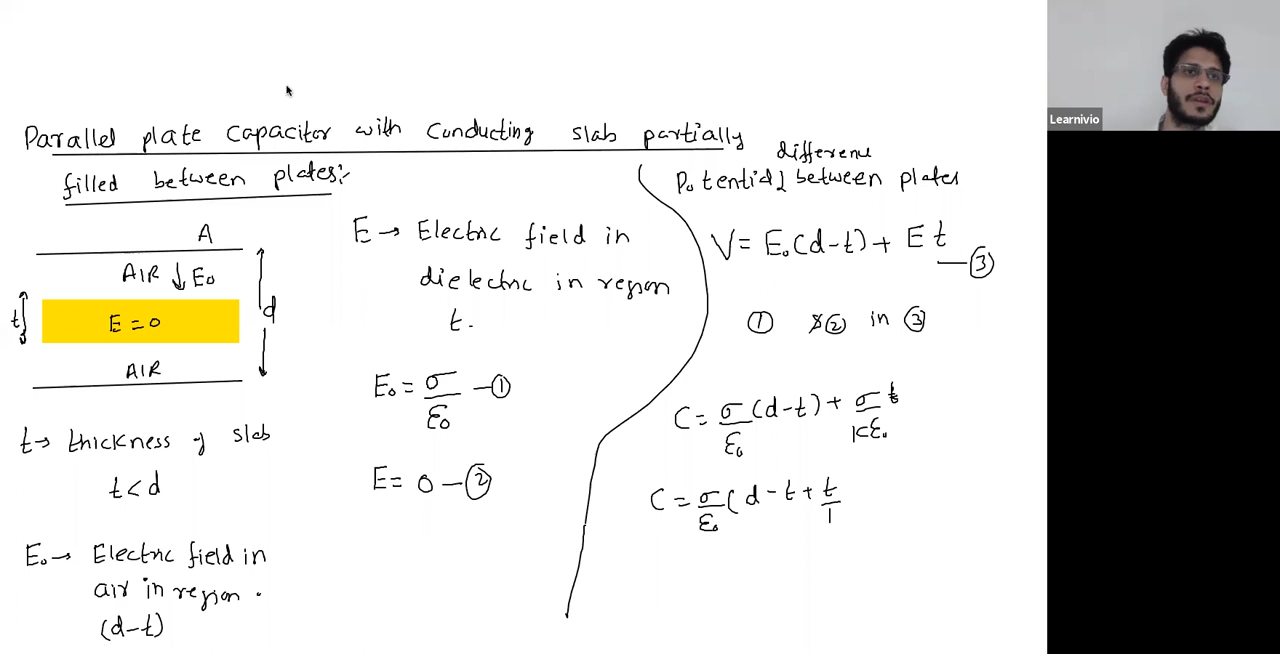 Parallel plate capacitor with conducting slab partially
filled between plates:
A
AIR ↓ E₀
t
E = 0
d
AIR
t → thickness of slab
t < d
E₀ → Electric field in
air in region.
(d-t)
E → Electric field in
dielectric in region
t.
E₀ = σ/ε₀ —①
E = 0 —②
difference
Potential between plates
V = E₀(d-t) + E t —③
① & ② in ③
C = σ/ε₀ (d-t) + σ t/Kε₀
C = σ/ε₀ (d - t + t/
Learnivio